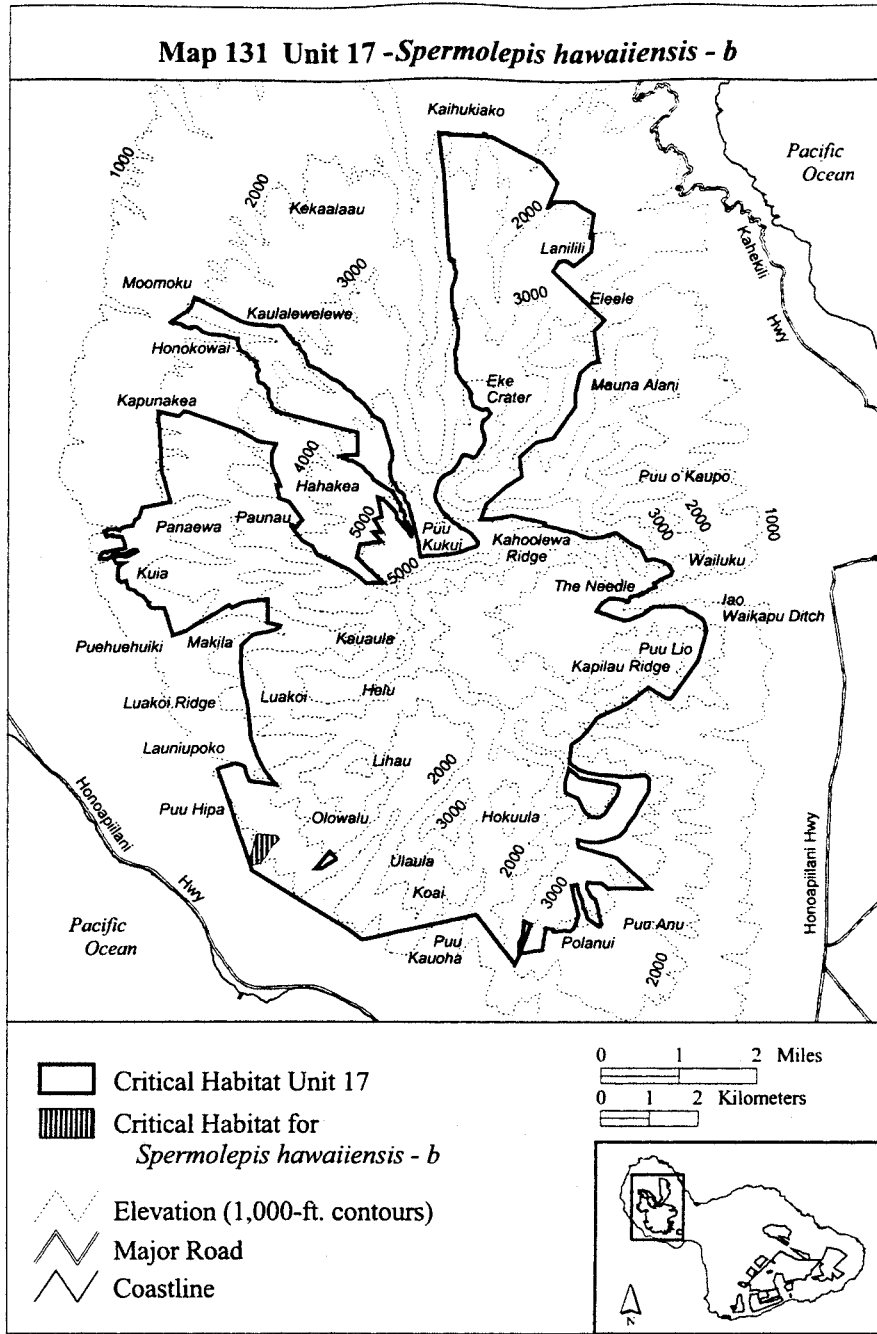 Map 131 Unit 17 - Spermolepis hawaiiensis - b
Kaihukiako
Pacific
Ocean
1000
2000
Kekaalaau
2000
Lanilili
Kahekili
Hwy
3000
3000
Moomoku
Kaulalewelewe
Eleele
Honokowai
Eke
Crater
Mauna Alani
Kapunakea
4000
Hahakea
Puu o Kaupo
Panaewa
Paunau
5000
Puu
Kukui
Kahoolewa
Ridge
3000
2000
1000
Wailuku
5000
Kuia
The Needle
Iao
Waikapu Ditch
Puehuehuiki
Makila
Kauaula
Puu Lio
Kapilau Ridge
Luakoi Ridge
Luakoi
Helu
Launiupoko
Lihau
2000
Honoapiilani
Hwy
Puu Hipa
Olowalu
3000
Hokuula
Honoapiilani Hwy
Ulaula
2000
Koai
3000
Pacific
Ocean
Puu
Kauoha
Polanui
Puu Anu
2000
0 1 2 Miles
0 1 2 Kilometers
Critical Habitat Unit 17
Critical Habitat for
Spermolepis hawaiiensis - b
Elevation (1,000-ft. contours)
Major Road
Coastline
N